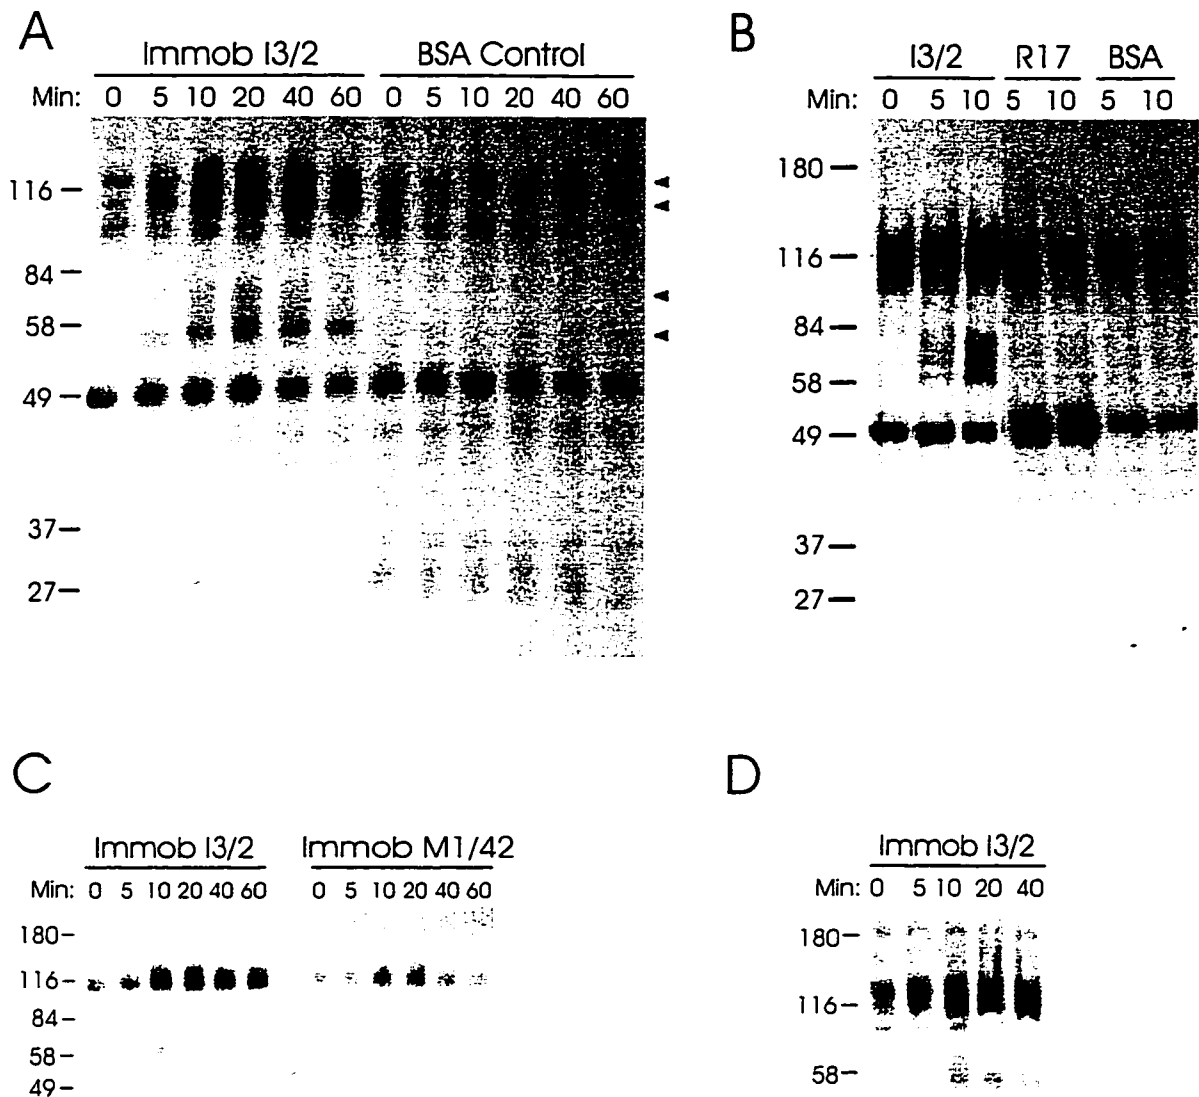 A
Immob I3/2 BSA Control
Min: 0 5 10 20 40 60 0 5 10 20 40 60
116
84
58
49
37
27
B
I3/2 R17 BSA
Min: 0 5 10 5 10 5 10
180
116
84
58
49
37
27
C
Immob I3/2 Immob M1/42
Min: 0 5 10 20 40 60 0 5 10 20 40 60
180
116
84
58
49
D
Immob I3/2
Min: 0 5 10 20 40
180
116
58